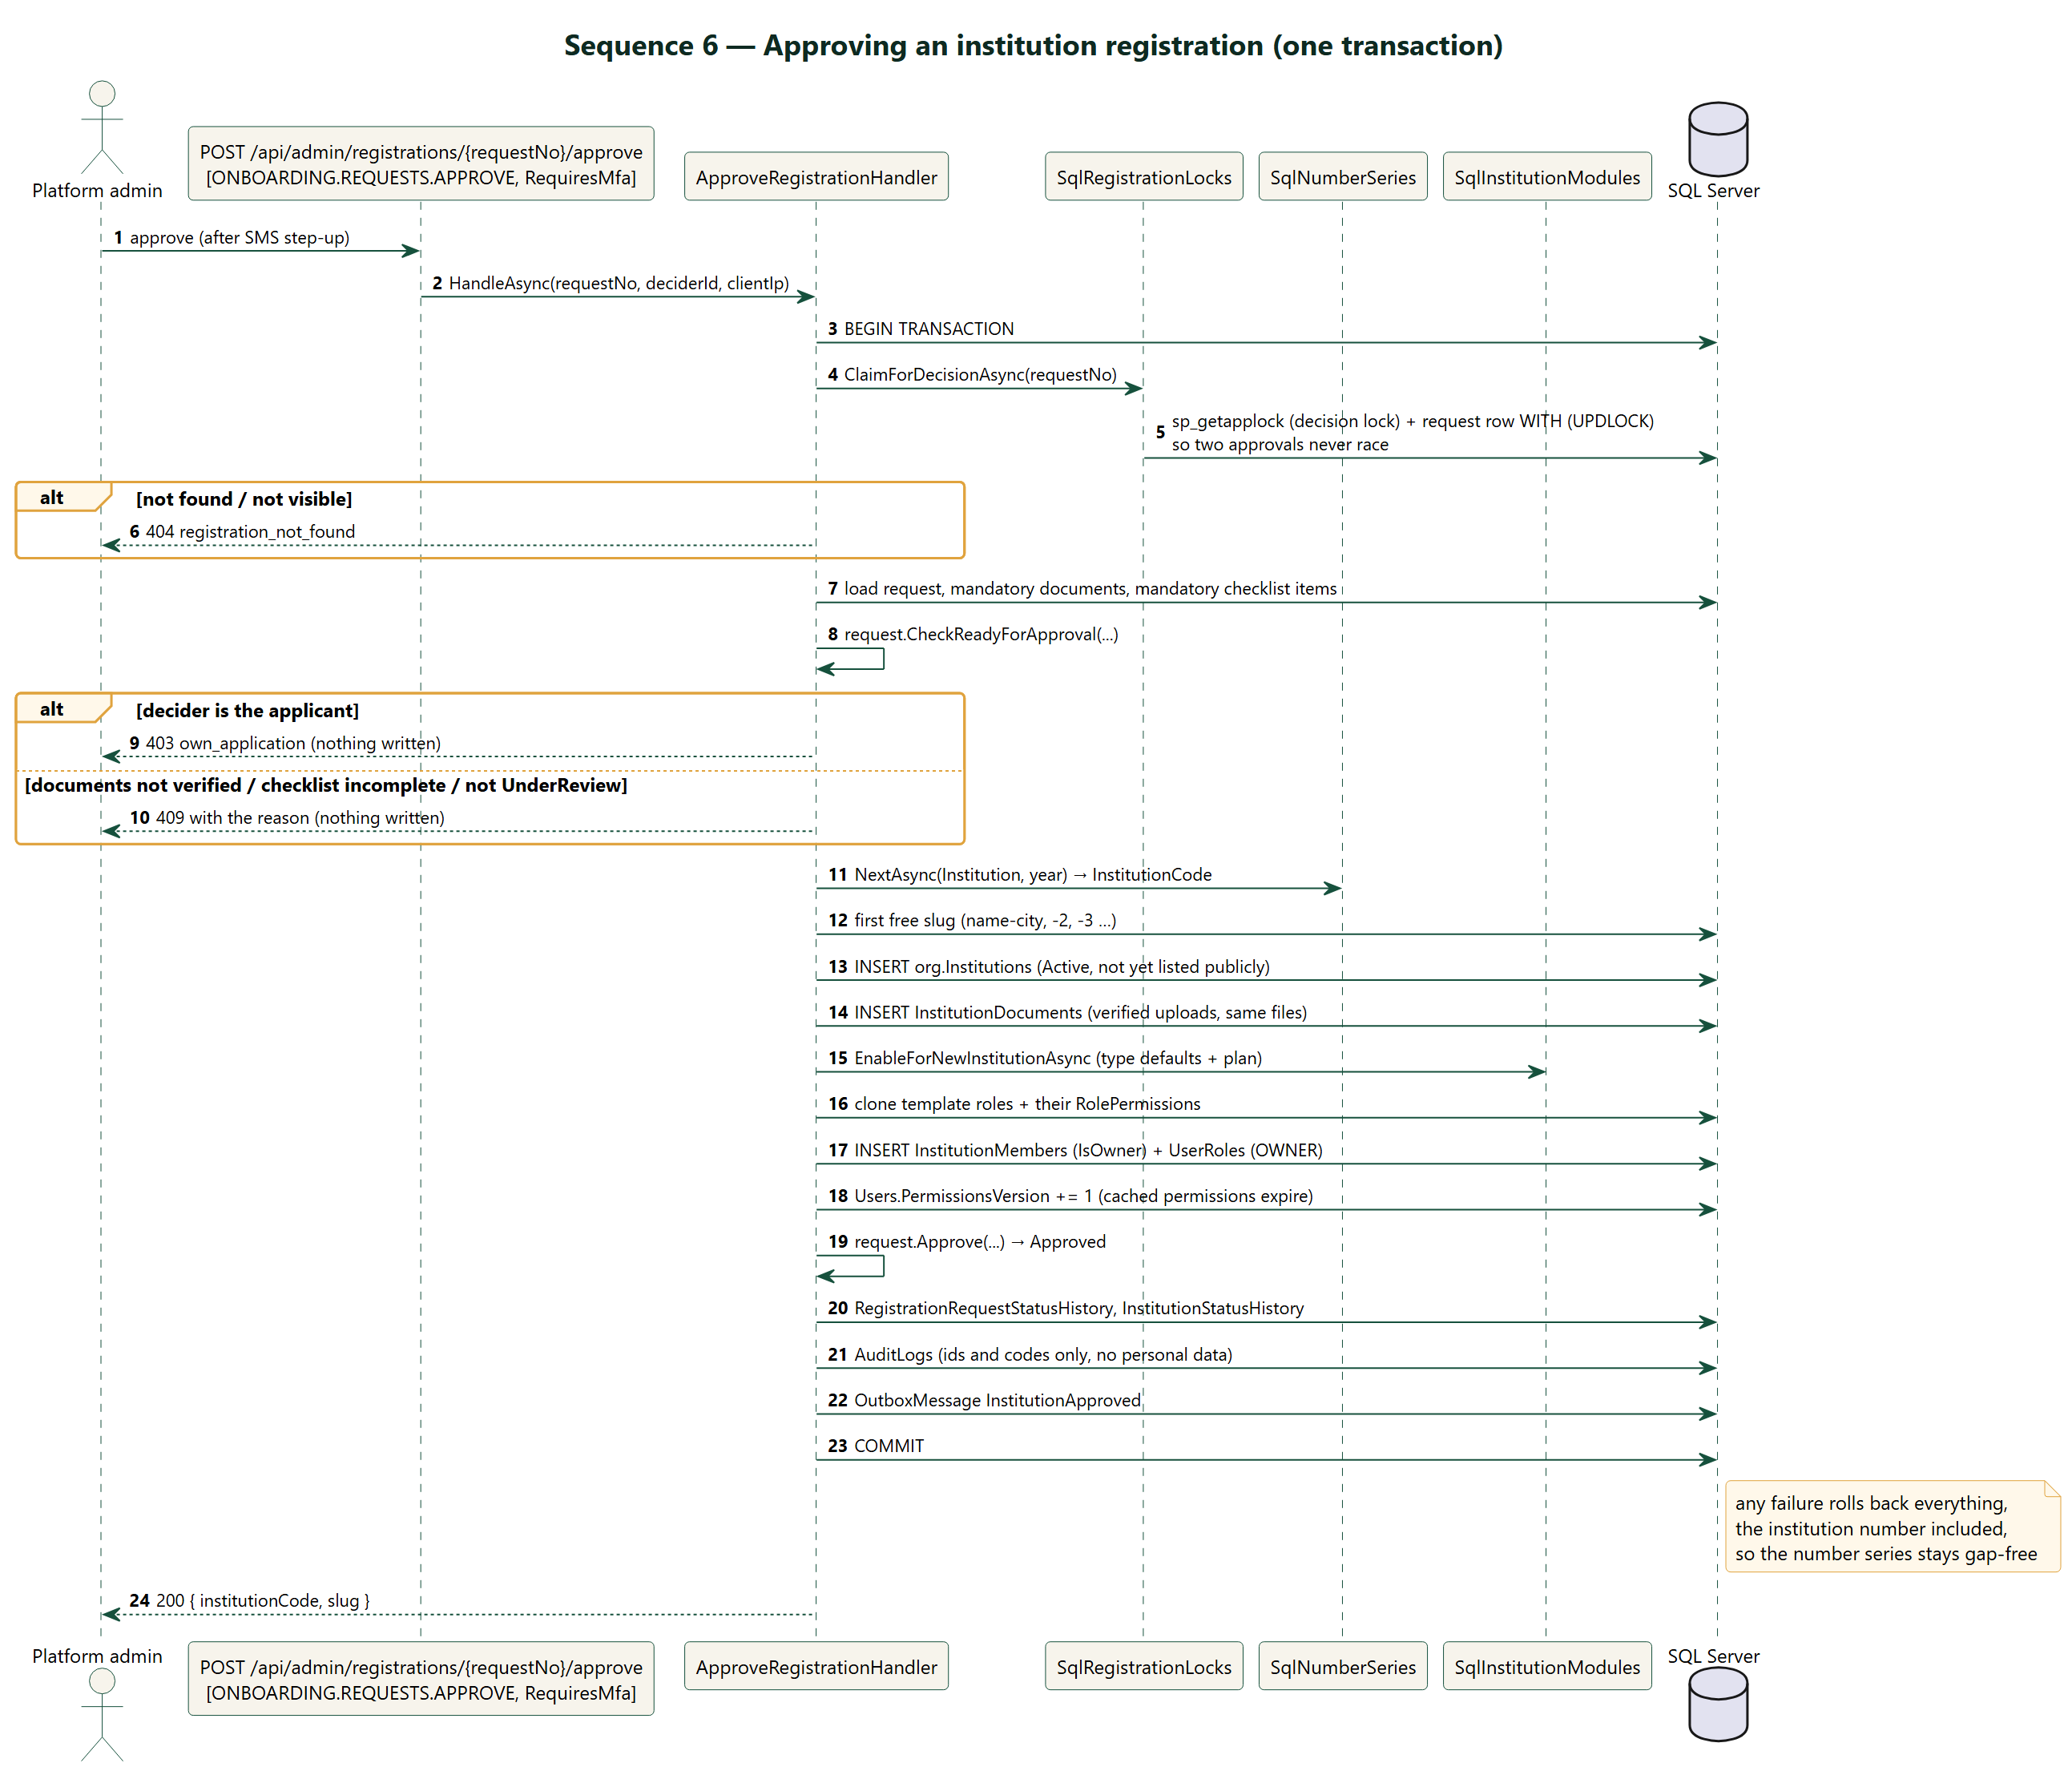 Sequence 6 — Approving an institution registration (one transaction)
Platform admin
POST /api/admin/registrations/{requestNo}/approve
[ONBOARDING.REQUESTS.APPROVE, RequiresMfa]
ApproveRegistrationHandler
SqlRegistrationLocks
SqlNumberSeries
SqlInstitutionModules
SQL Server
1 approve (after SMS step-up)
2 HandleAsync(requestNo, deciderId, clientIp)
3 BEGIN TRANSACTION
4 ClaimForDecisionAsync(requestNo)
5 sp_getapplock (decision lock) + request row WITH (UPDLOCK)
so two approvals never race
alt [not found / not visible]
6 404 registration_not_found
7 load request, mandatory documents, mandatory checklist items
8 request.CheckReadyForApproval(...)
alt [decider is the applicant]
9 403 own_application (nothing written)
[documents not verified / checklist incomplete / not UnderReview]
10 409 with the reason (nothing written)
11 NextAsync(Institution, year) → InstitutionCode
12 first free slug (name-city, -2, -3 ...)
13 INSERT org.Institutions (Active, not yet listed publicly)
14 INSERT InstitutionDocuments (verified uploads, same files)
15 EnableForNewInstitutionAsync (type defaults + plan)
16 clone template roles + their RolePermissions
17 INSERT InstitutionMembers (IsOwner) + UserRoles (OWNER)
18 Users.PermissionsVersion += 1 (cached permissions expire)
19 request.Approve(...) → Approved
20 RegistrationRequestStatusHistory, InstitutionStatusHistory
21 AuditLogs (ids and codes only, no personal data)
22 OutboxMessage InstitutionApproved
23 COMMIT
any failure rolls back everything,
the institution number included,
so the number series stays gap-free
24 200 { institutionCode, slug }
Platform admin
POST /api/admin/registrations/{requestNo}/approve
[ONBOARDING.REQUESTS.APPROVE, RequiresMfa]
ApproveRegistrationHandler
SqlRegistrationLocks
SqlNumberSeries
SqlInstitutionModules
SQL Server